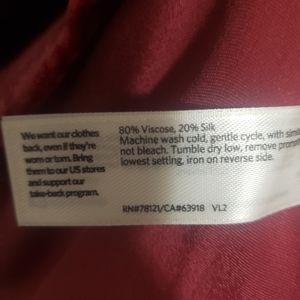 We want our clothes
back, even if they're
worn or torn. Bring
them to our US stores
and support our
take-back program.
80% Viscose, 20% Silk
Machine wash cold, gentle cycle, with
not bleach. Tumble dry low, remove
lowest setting, iron on reverse side.
RN#78121/CA#63918 VL2